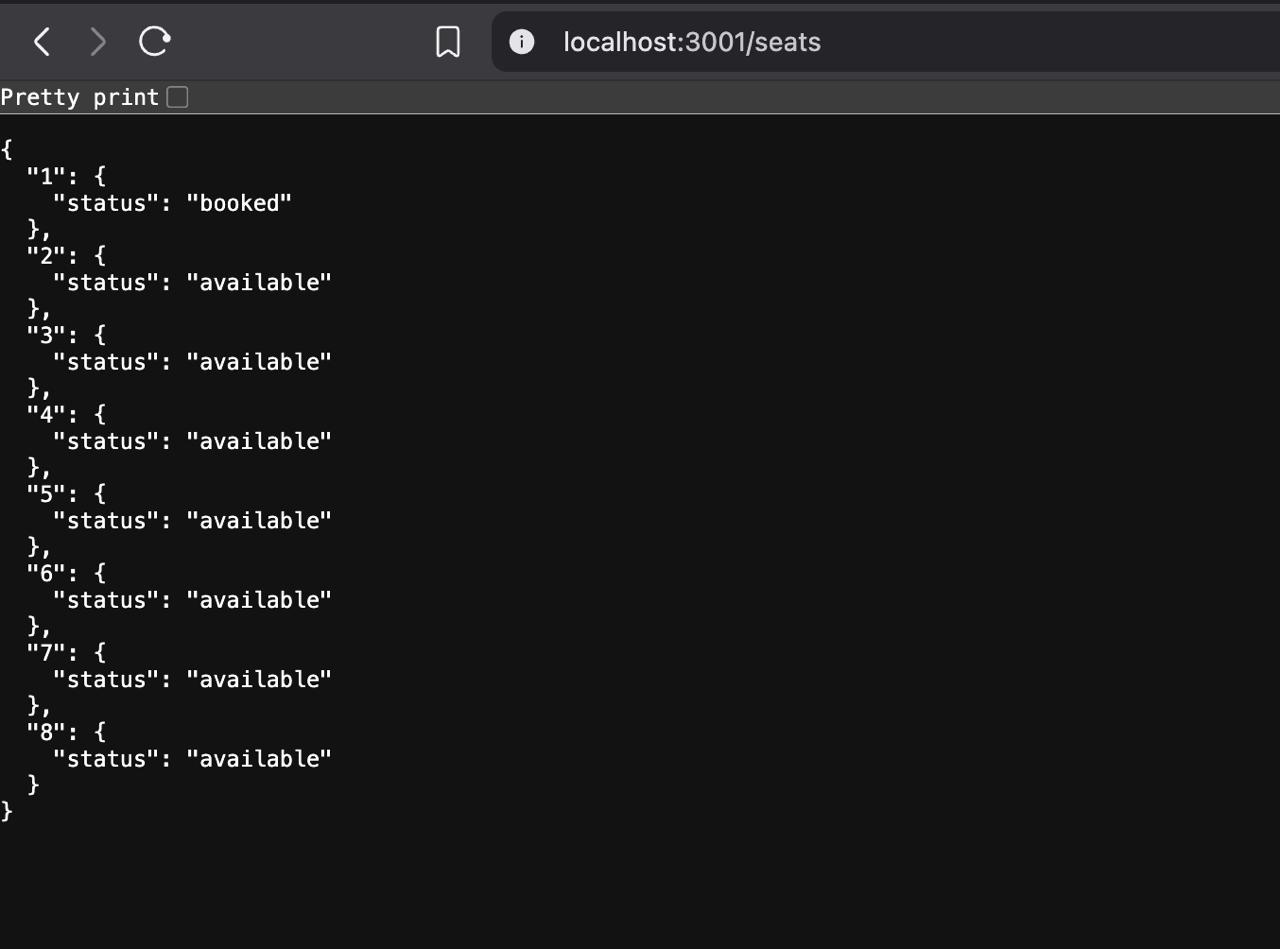 localhost:3001/seats
Pretty print
{
  "1": {
    "status": "booked"
  },
  "2": {
    "status": "available"
  },
  "3": {
    "status": "available"
  },
  "4": {
    "status": "available"
  },
  "5": {
    "status": "available"
  },
  "6": {
    "status": "available"
  },
  "7": {
    "status": "available"
  },
  "8": {
    "status": "available"
  }
}